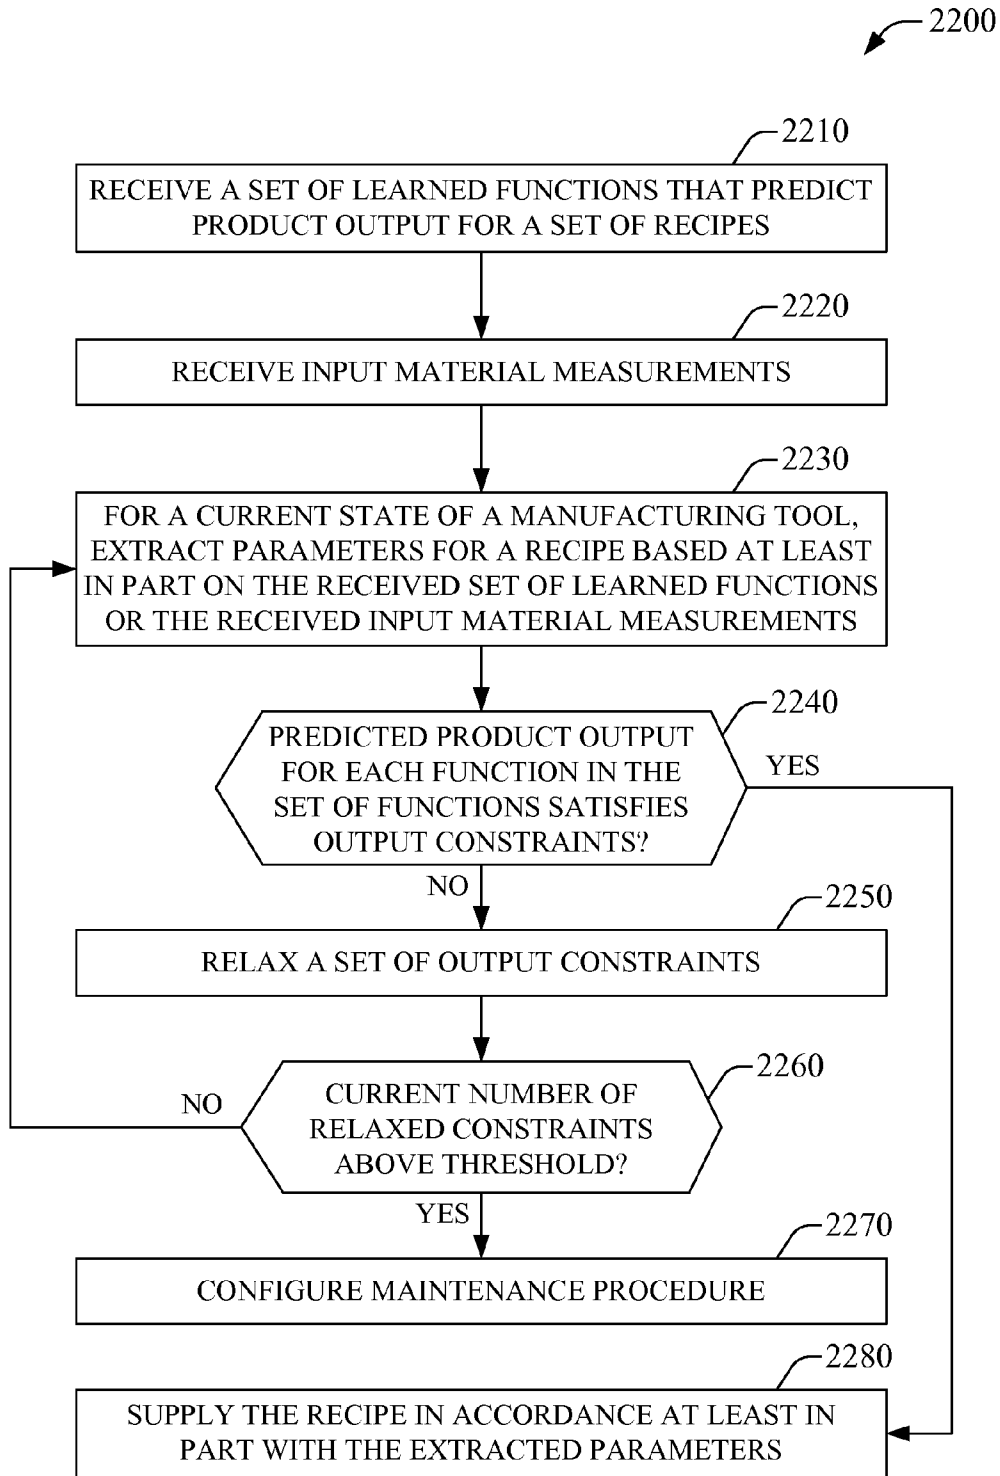 2200
2210
RECEIVE A SET OF LEARNED FUNCTIONS THAT PREDICT
PRODUCT OUTPUT FOR A SET OF RECIPES
2220
RECEIVE INPUT MATERIAL MEASUREMENTS
2230
FOR A CURRENT STATE OF A MANUFACTURING TOOL,
EXTRACT PARAMETERS FOR A RECIPE BASED AT LEAST
IN PART ON THE RECEIVED SET OF LEARNED FUNCTIONS
OR THE RECEIVED INPUT MATERIAL MEASUREMENTS
2240
PREDICTED PRODUCT OUTPUT
FOR EACH FUNCTION IN THE
SET OF FUNCTIONS SATISFIES
OUTPUT CONSTRAINTS?
YES
NO
2250
RELAX A SET OF OUTPUT CONSTRAINTS
2260
CURRENT NUMBER OF
RELAXED CONSTRAINTS
ABOVE THRESHOLD?
NO
YES
2270
CONFIGURE MAINTENANCE PROCEDURE
2280
SUPPLY THE RECIPE IN ACCORDANCE AT LEAST IN
PART WITH THE EXTRACTED PARAMETERS